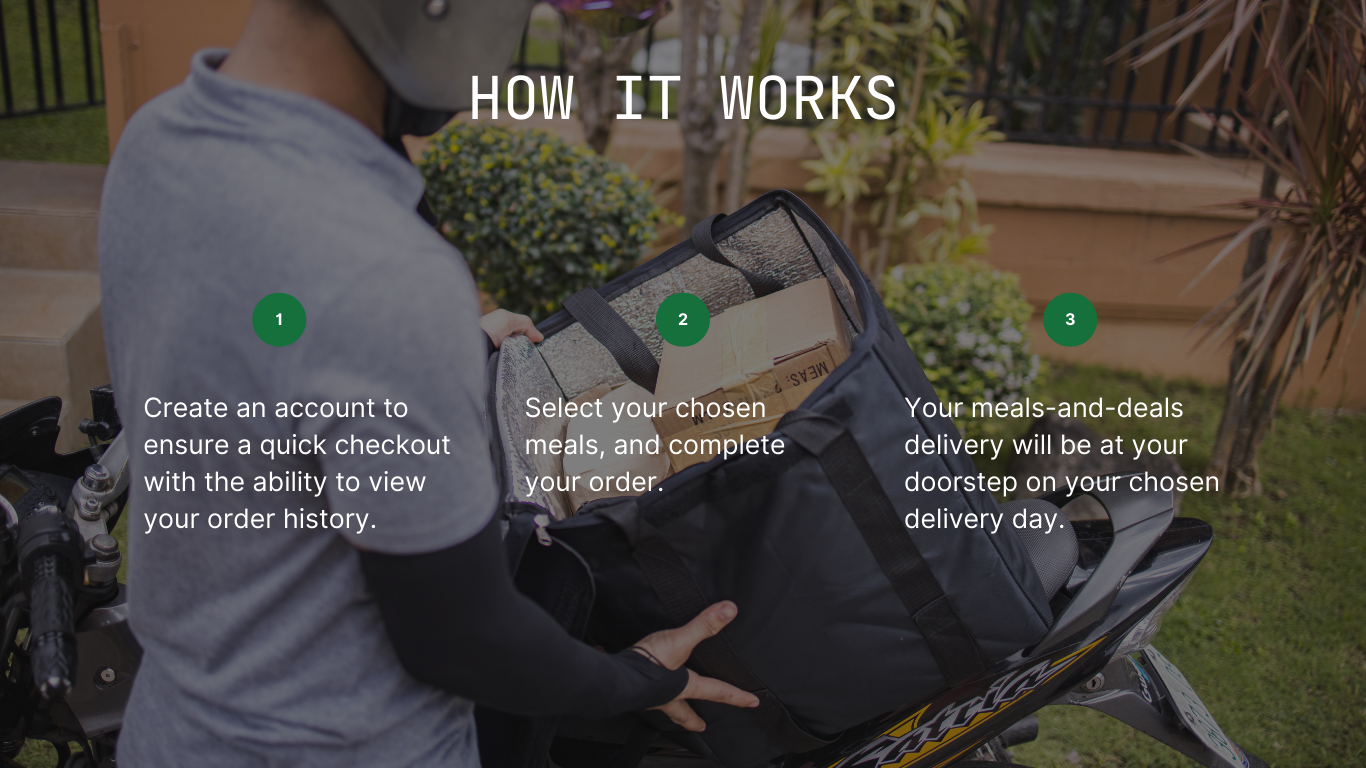 HOW IT WORKS
1
Create an account to
ensure a quick checkout
with the ability to view
your order history.
2
Select your chosen
meals, and complete
your order.
3
Your meals-and-deals
delivery will be at your
doorstep on your chosen
delivery day.
MEAS: